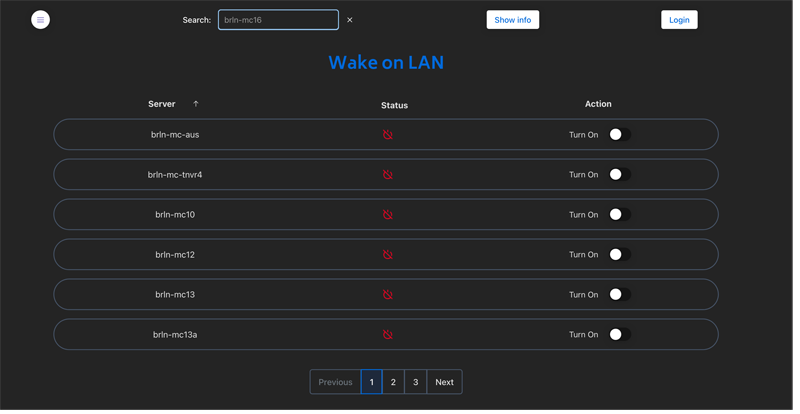 Search: brln-mc16 × Show info Login
Wake on LAN
Server ↑ Status Action
brln-mc-aus Turn On
brln-mc-tnvr4 Turn On
brln-mc10 Turn On
brln-mc12 Turn On
brln-mc13 Turn On
brln-mc13a Turn On
Previous 1 2 3 Next